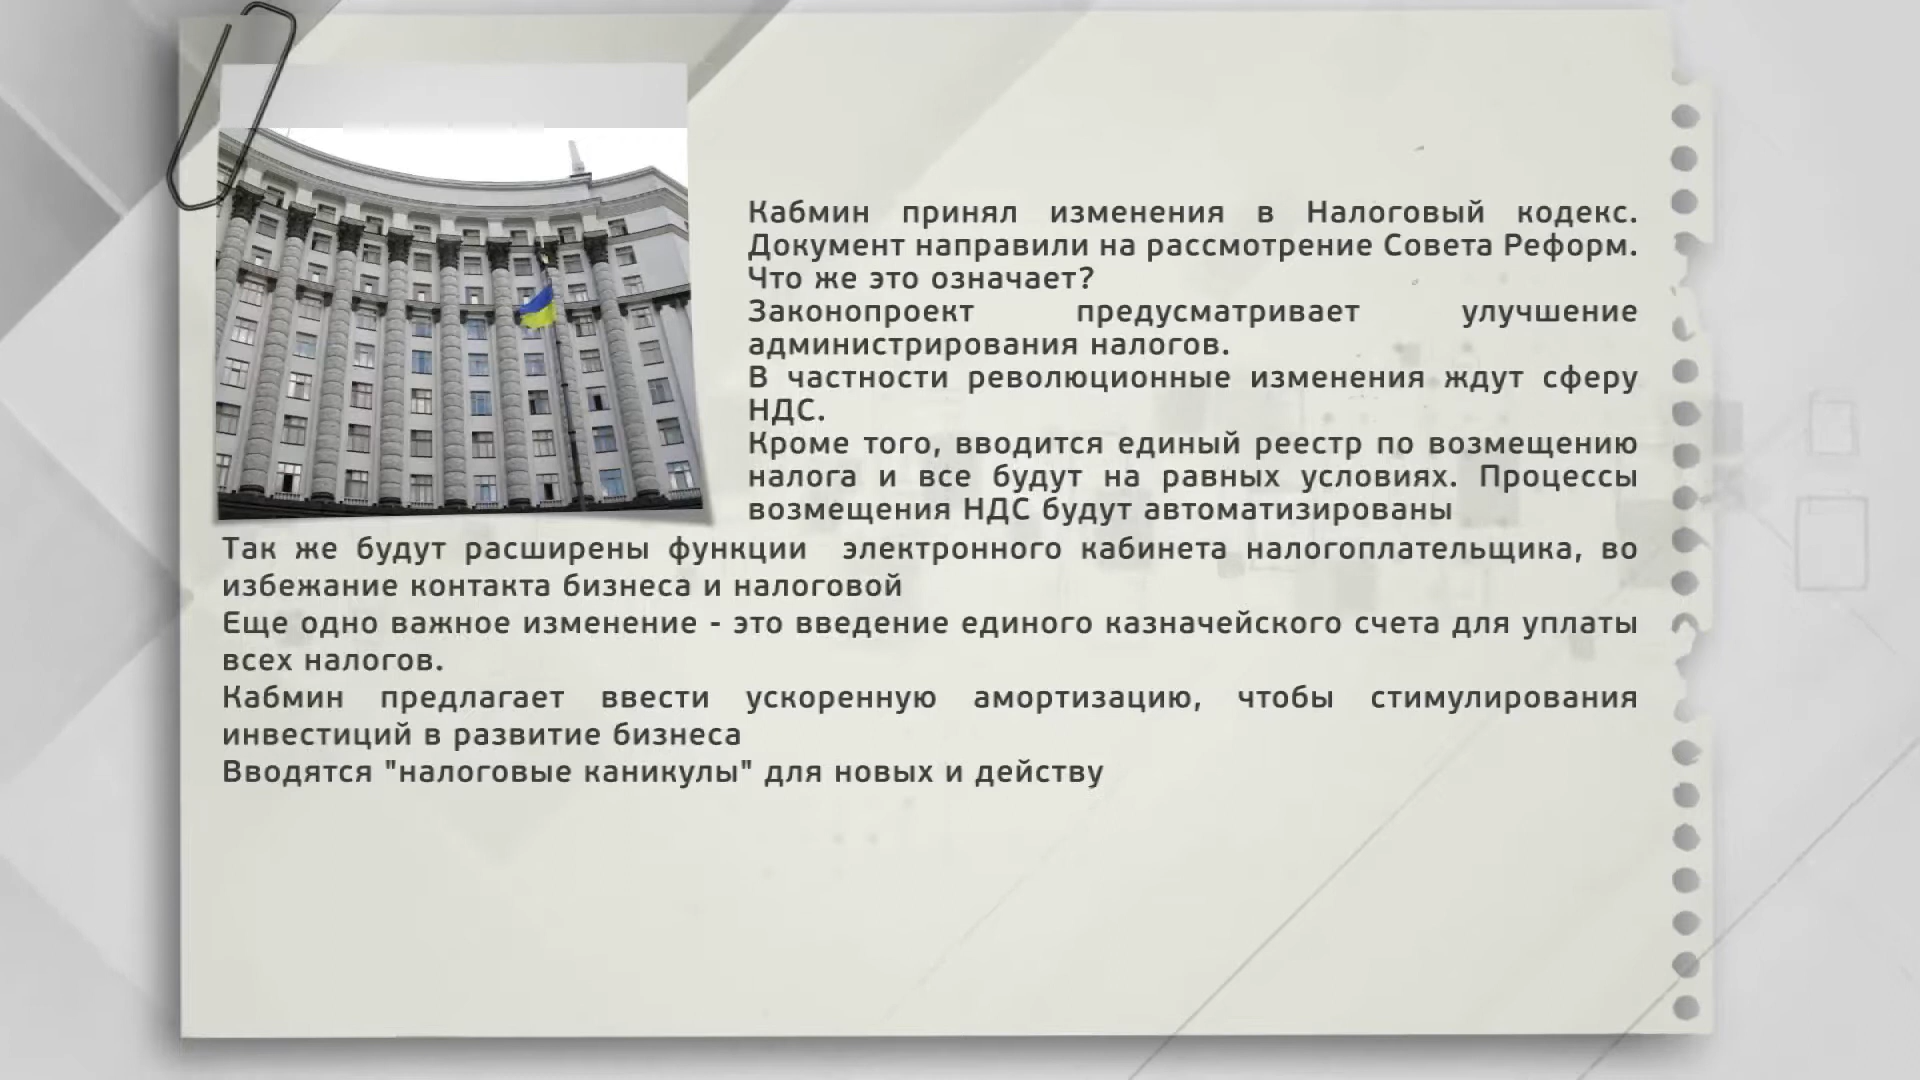 Кабмин принял изменения в Налоговый кодекс.
Документ направили на рассмотрение Совета Реформ.
Что же это означает?
Законопроект предусматривает улучшение
администрирования налогов.
В частности революционные изменения ждут сферу
НДС.
Кроме того, вводится единый реестр по возмещению
налога и все будут на равных условиях. Процессы
возмещения НДС будут автоматизированы
Так же будут расширены функции электронного кабинета налогоплательщика, во
избежание контакта бизнеса и налоговой
Еще одно важное изменение - это введение единого казначейского счета для уплаты
всех налогов.
Кабмин предлагает ввести ускоренную амортизацию, чтобы стимулирования
инвестиций в развитие бизнеса
Вводятся "налоговые каникулы" для новых и действу